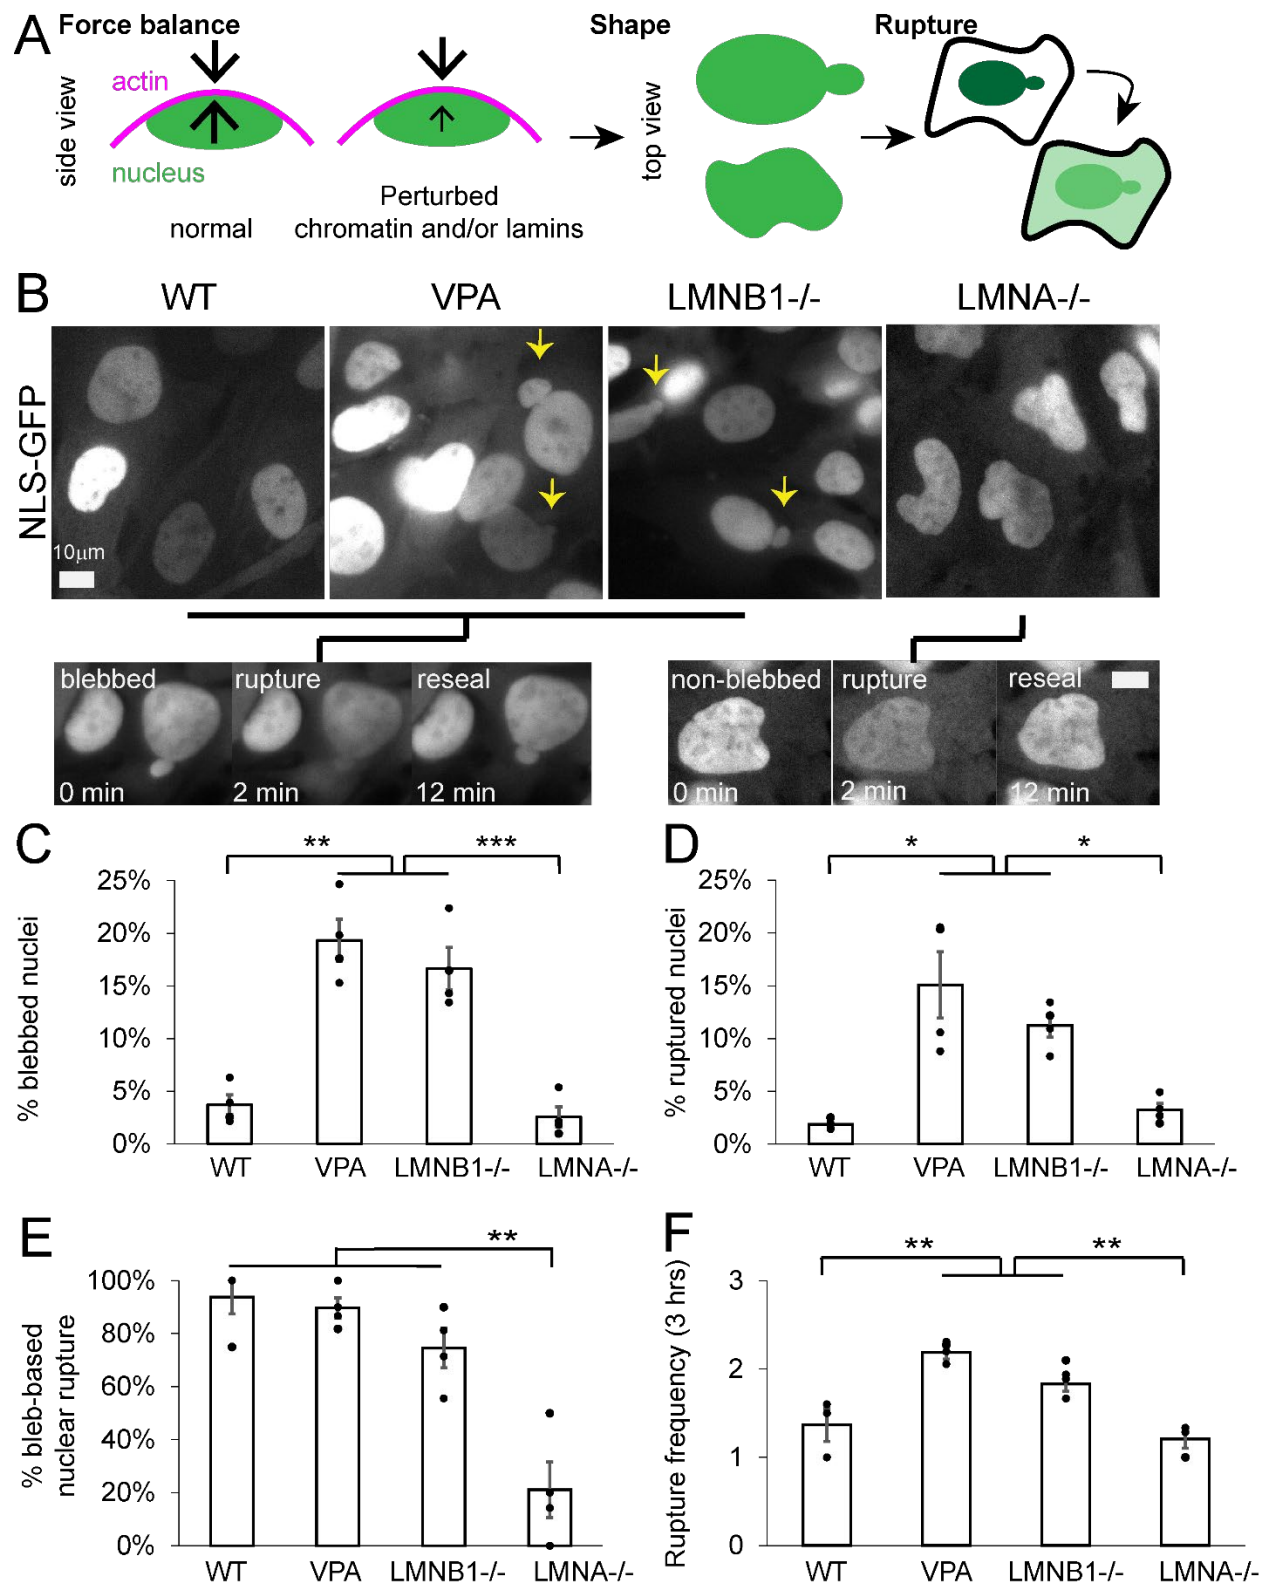 A
Force balance
Shape
Rupture
side view
actin
nucleus
normal
Perturbed
chromatin and/or lamins
top view
B
WT
VPA
LMNB1-/-
LMNA-/-
NLS-GFP
10μm
blebbed
rupture
reseal
0 min
2 min
12 min
non-blebbed
rupture
reseal
0 min
2 min
12 min
C
**
***
% blebbed nuclei
25%
20%
15%
10%
5%
0%
WT
VPA
LMNB1-/-
LMNA-/-
D
*
*
% ruptured nuclei
25%
20%
15%
10%
5%
0%
WT
VPA
LMNB1-/-
LMNA-/-
E
**
% bleb-based
nuclear rupture
100%
80%
60%
40%
20%
0%
WT
VPA
LMNB1-/-
LMNA-/-
F
**
**
Rupture frequency (3 hrs)
3
2
1
0
WT
VPA
LMNB1-/-
LMNA-/-